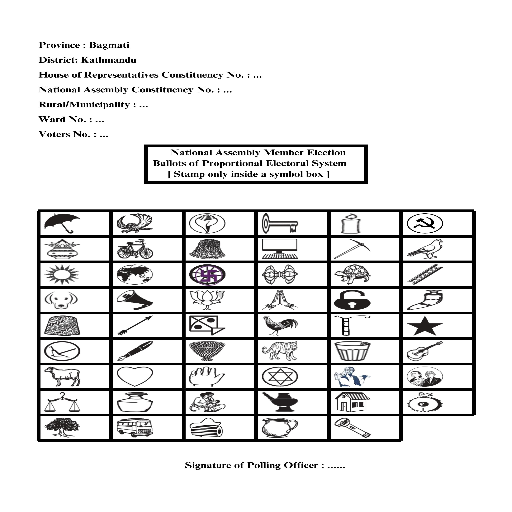 Province : Bagmati
District: Kathmandu
House of Representatives Constituency No. : ...
National Assembly Constituency No. : ...
Rural/Municipality : ...
Ward No. : ...
Voters No. : ...
National Assembly Member Election
Ballots of Proportional Electoral System
[ Stamp only inside a symbol box ]
Signature of Polling Officer : ......